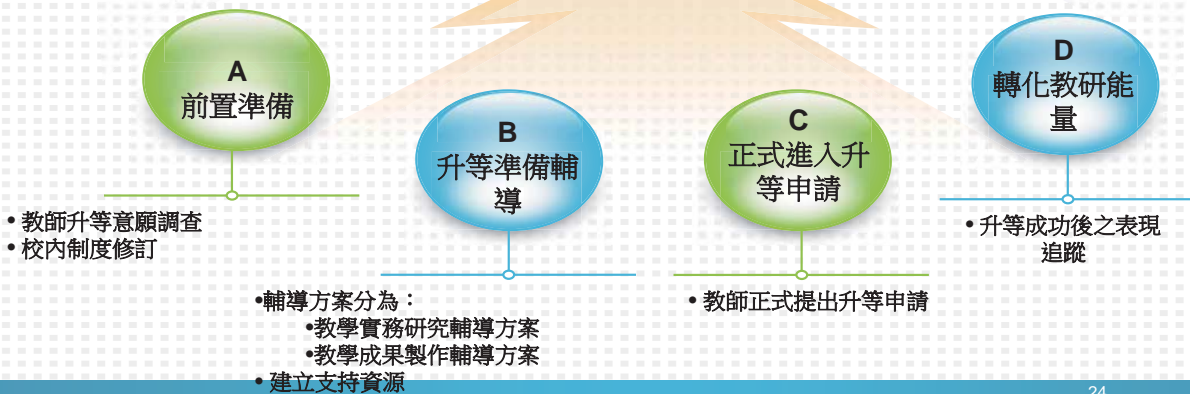 A
前置準備
• 教師升等意願調查
• 校內制度修訂
B
升等準備輔
導
•輔導方案分為：
•教學實務研究輔導方案
•教學成果製作輔導方案
• 建立支持資源
C
正式進入升
等申請
• 教師正式提出升等申請
D
轉化教研能
量
• 升等成功後之表現
追蹤
24